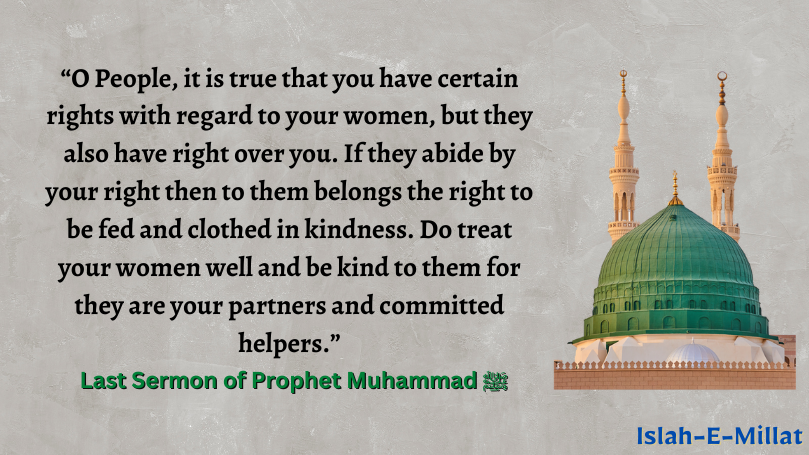 “O People, it is true that you have certain
rights with regard to your women, but they
also have right over you. If they abide by
your right then to them belongs the right to
be fed and clothed in kindness. Do treat
your women well and be kind to them for
they are your partners and committed
helpers.”
Last Sermon of Prophet Muhammad ﷺ
Islah-E-Millat